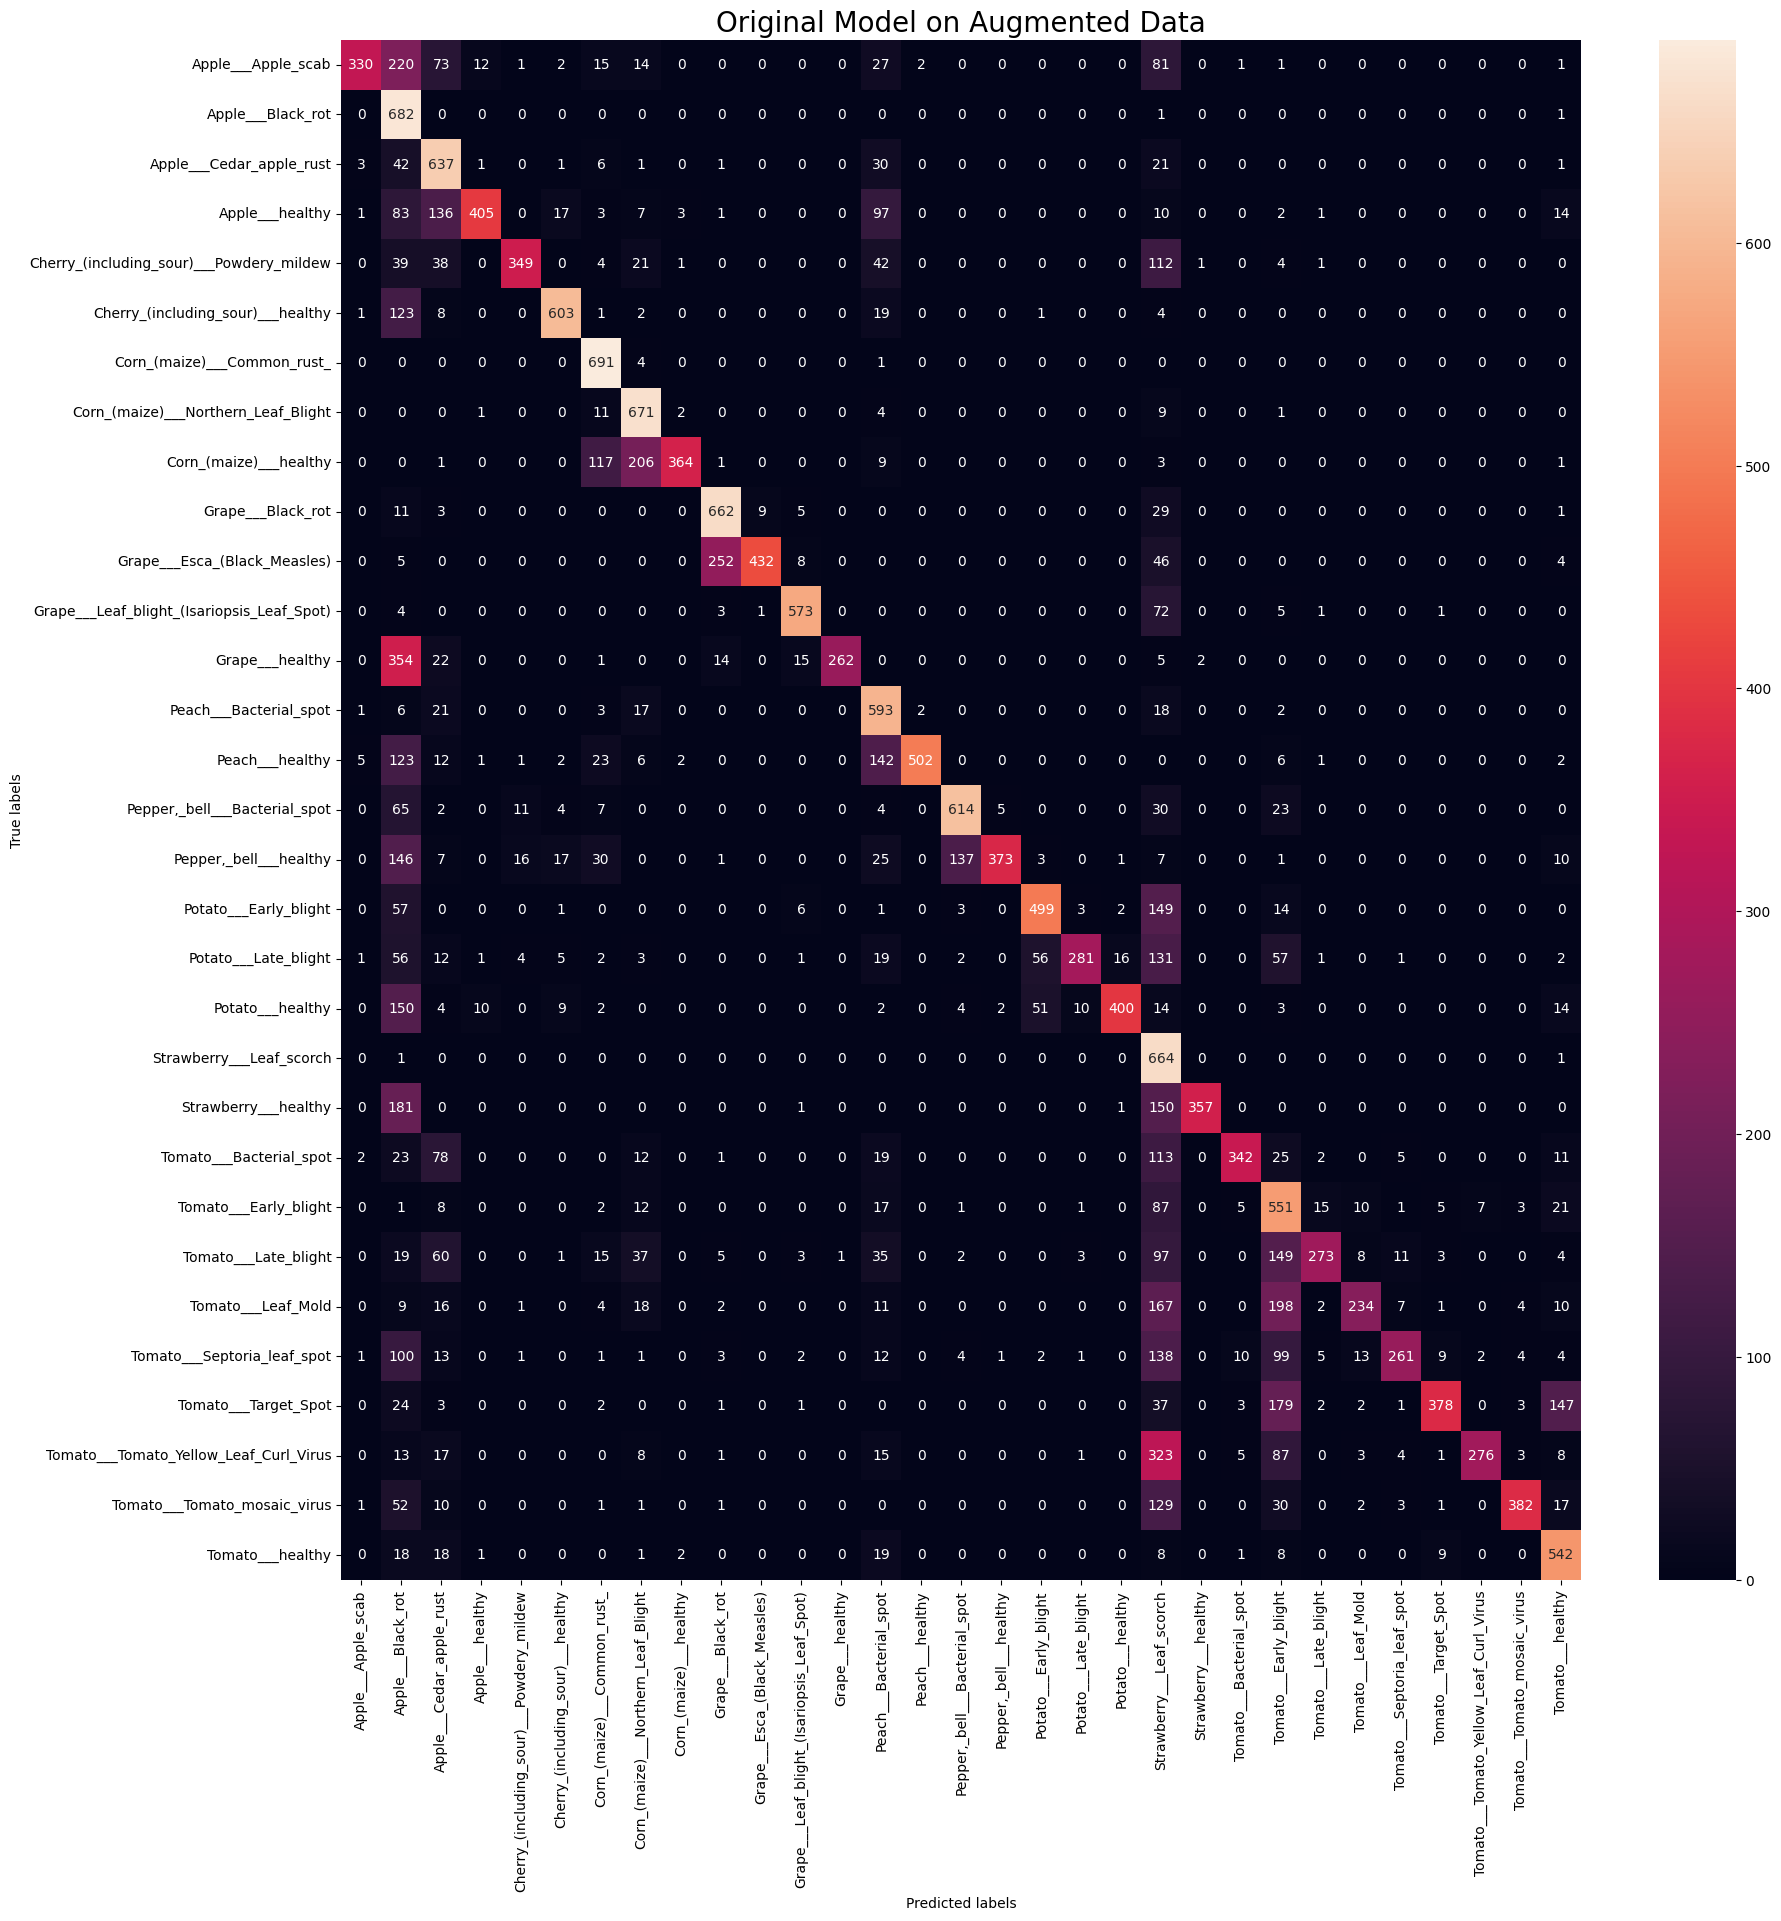 Original Model on Augmented Data
True labels
Apple___Apple_scab 330 220 73 12 1 2 15 14 0 0 0 0 0 27 2 0 0 0 0 0 81 0 1 1 0 0 0 0 0 0 1
Apple___Black_rot 0 682 0 0 0 0 0 0 0 0 0 0 0 0 0 0 0 0 0 0 1 0 0 0 0 0 0 0 0 0 1
Apple___Cedar_apple_rust 3 42 637 1 0 1 6 1 0 1 0 0 0 30 0 0 0 0 0 0 21 0 0 0 0 0 0 0 0 0 1
Apple___healthy 1 83 136 405 0 17 3 7 3 1 0 0 0 97 0 0 0 0 0 0 10 0 0 2 1 0 0 0 0 0 14
Cherry_(including_sour)___Powdery_mildew 0 39 38 0 349 0 4 21 1 0 0 0 0 42 0 0 0 0 0 0 112 1 0 4 1 0 0 0 0 0 0
Cherry_(including_sour)___healthy 1 123 8 0 0 603 1 2 0 0 0 0 0 19 0 0 0 1 0 0 4 0 0 0 0 0 0 0 0 0 0
Corn_(maize)___Common_rust_ 0 0 0 0 0 0 691 4 0 0 0 0 0 1 0 0 0 0 0 0 0 0 0 0 0 0 0 0 0 0 0
Corn_(maize)___Northern_Leaf_Blight 0 0 0 1 0 0 11 671 2 0 0 0 0 4 0 0 0 0 0 0 9 0 0 1 0 0 0 0 0 0 0
Corn_(maize)___healthy 0 0 1 0 0 0 117 206 364 1 0 0 0 9 0 0 0 0 0 0 3 0 0 0 0 0 0 0 0 0 1
Grape___Black_rot 0 11 3 0 0 0 0 0 0 662 9 5 0 0 0 0 0 0 0 0 29 0 0 0 0 0 0 0 0 0 1
Grape___Esca_(Black_Measles) 0 5 0 0 0 0 0 0 0 252 432 8 0 0 0 0 0 0 0 0 46 0 0 0 0 0 0 0 0 0 4
Grape___Leaf_blight_(Isariopsis_Leaf_Spot) 0 4 0 0 0 0 0 0 0 3 1 573 0 0 0 0 0 0 0 0 72 0 0 5 1 0 0 1 0 0 0
Grape___healthy 0 354 22 0 0 0 1 0 0 14 0 15 262 0 0 0 0 0 0 0 5 2 0 0 0 0 0 0 0 0 0
Peach___Bacterial_spot 1 6 21 0 0 0 3 17 0 0 0 0 0 593 2 0 0 0 0 0 18 0 0 2 0 0 0 0 0 0 0
Peach___healthy 5 123 12 1 1 2 23 6 2 0 0 0 0 142 502 0 0 0 0 0 0 0 0 6 1 0 0 0 0 0 2
Pepper,_bell___Bacterial_spot 0 65 2 0 11 4 7 0 0 0 0 0 0 4 0 614 5 0 0 0 30 0 0 23 0 0 0 0 0 0 0
Pepper,_bell___healthy 0 146 7 0 16 17 30 0 0 1 0 0 0 25 0 137 373 3 0 1 7 0 0 1 0 0 0 0 0 0 10
Potato___Early_blight 0 57 0 0 0 1 0 0 0 0 0 6 0 1 0 3 0 499 3 2 149 0 0 14 0 0 0 0 0 0 0
Potato___Late_blight 1 56 12 1 4 5 2 3 0 0 0 1 0 19 0 2 0 56 281 16 131 0 0 57 1 0 1 0 0 0 2
Potato___healthy 0 150 4 10 0 9 2 0 0 0 0 0 0 2 0 4 2 51 10 400 14 0 0 3 0 0 0 0 0 0 14
Strawberry___Leaf_scorch 0 1 0 0 0 0 0 0 0 0 0 0 0 0 0 0 0 0 0 0 664 0 0 0 0 0 0 0 0 0 1
Strawberry___healthy 0 181 0 0 0 0 0 0 0 0 0 1 0 0 0 0 0 0 0 1 150 357 0 0 0 0 0 0 0 0 0
Tomato___Bacterial_spot 2 23 78 0 0 0 0 12 0 1 0 0 0 19 0 0 0 0 0 0 113 0 342 25 2 0 5 0 0 0 11
Tomato___Early_blight 0 1 8 0 0 0 2 12 0 0 0 0 0 17 0 1 0 0 1 0 87 0 5 551 15 10 1 5 7 3 21
Tomato___Late_blight 0 19 60 0 0 1 15 37 0 5 0 3 1 35 0 2 0 0 3 0 97 0 0 149 273 8 11 3 0 0 4
Tomato___Leaf_Mold 0 9 16 0 1 0 4 18 0 2 0 0 0 11 0 0 0 0 0 0 167 0 0 198 2 234 7 1 0 4 10
Tomato___Septoria_leaf_spot 1 100 13 0 1 0 1 1 0 3 0 2 0 12 0 4 1 2 1 0 138 0 10 99 5 13 261 9 2 4 4
Tomato___Target_Spot 0 24 3 0 0 0 2 0 0 1 0 1 0 0 0 0 0 0 0 0 37 0 3 179 2 2 1 378 0 3 147
Tomato___Tomato_Yellow_Leaf_Curl_Virus 0 13 17 0 0 0 0 8 0 1 0 0 0 15 0 0 0 0 1 0 323 0 5 87 0 3 4 1 276 3 8
Tomato___Tomato_mosaic_virus 1 52 10 0 0 0 1 1 0 1 0 0 0 0 0 0 0 0 0 0 129 0 0 30 0 2 3 1 0 382 17
Tomato___healthy 0 18 18 1 0 0 0 1 2 0 0 0 0 19 0 0 0 0 0 0 8 0 1 8 0 0 0 9 0 0 542
Apple___Apple_scab
Apple___Black_rot
Apple___Cedar_apple_rust
Apple___healthy
Cherry_(including_sour)___Powdery_mildew
Cherry_(including_sour)___healthy
Corn_(maize)___Common_rust_
Corn_(maize)___Northern_Leaf_Blight
Corn_(maize)___healthy
Grape___Black_rot
Grape___Esca_(Black_Measles)
Grape___Leaf_blight_(Isariopsis_Leaf_Spot)
Grape___healthy
Peach___Bacterial_spot
Peach___healthy
Pepper,_bell___Bacterial_spot
Pepper,_bell___healthy
Potato___Early_blight
Potato___Late_blight
Potato___healthy
Strawberry___Leaf_scorch
Strawberry___healthy
Tomato___Bacterial_spot
Tomato___Early_blight
Tomato___Late_blight
Tomato___Leaf_Mold
Tomato___Septoria_leaf_spot
Tomato___Target_Spot
Tomato___Tomato_Yellow_Leaf_Curl_Virus
Tomato___Tomato_mosaic_virus
Tomato___healthy
Predicted labels
600
500
400
300
200
100
0